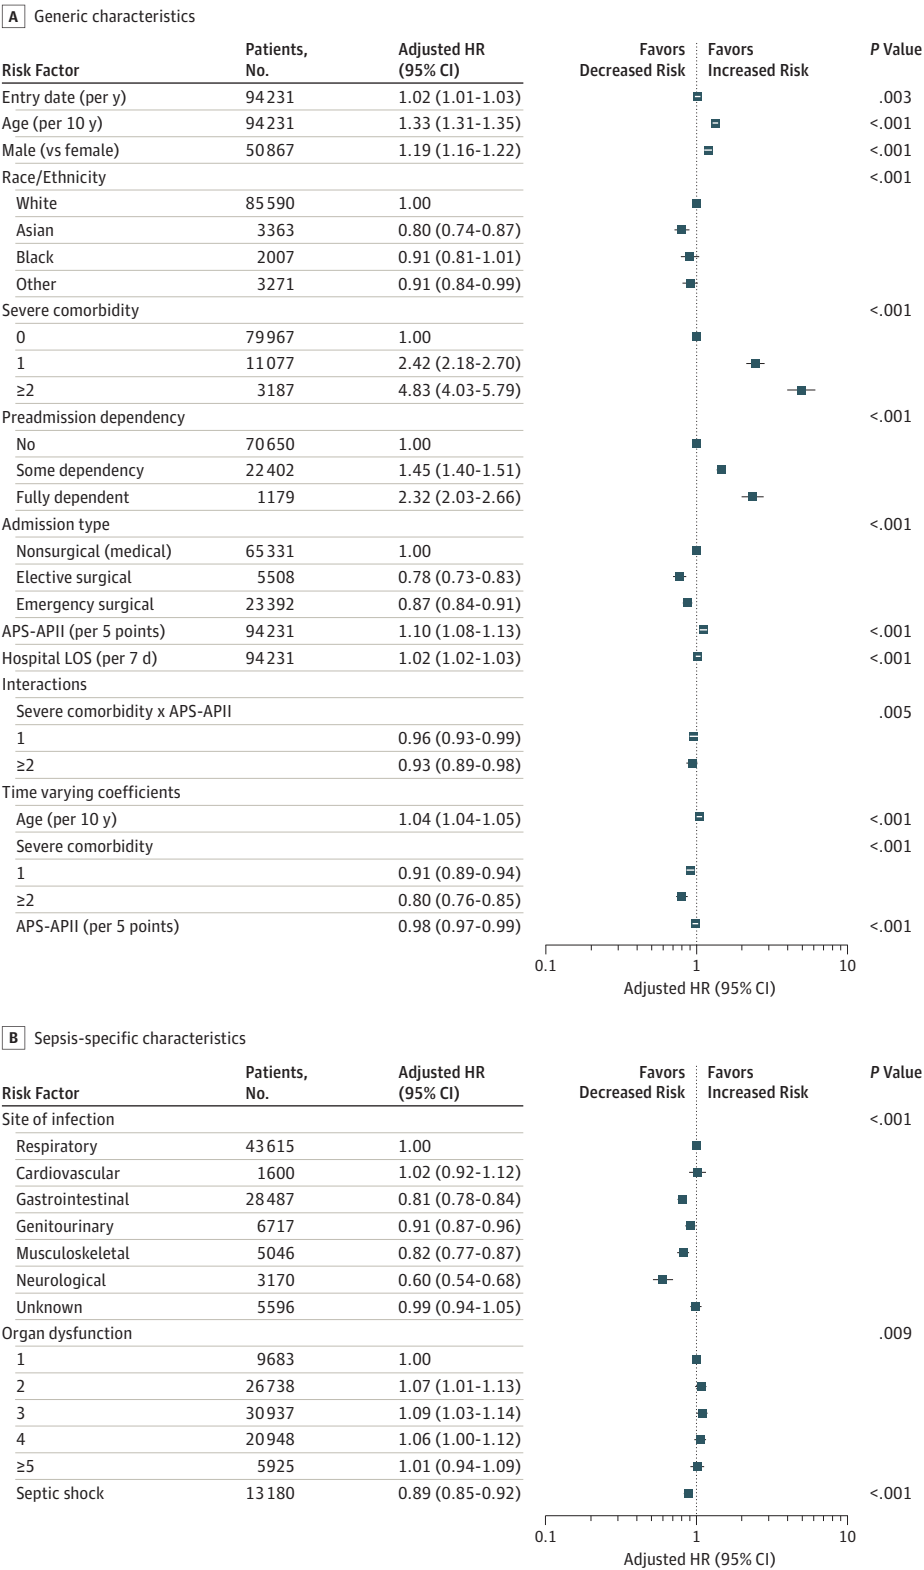 A Generic characteristics
Risk Factor Patients, No. Adjusted HR (95% CI) Favors Decreased Risk Favors Increased Risk P Value
Entry date (per y) 94231 1.02 (1.01-1.03) .003
Age (per 10 y) 94231 1.33 (1.31-1.35) <.001
Male (vs female) 50867 1.19 (1.16-1.22) <.001
Race/Ethnicity <.001
White 85590 1.00
Asian 3363 0.80 (0.74-0.87)
Black 2007 0.91 (0.81-1.01)
Other 3271 0.91 (0.84-0.99)
Severe comorbidity <.001
0 79967 1.00
1 11077 2.42 (2.18-2.70)
≥2 3187 4.83 (4.03-5.79)
Preadmission dependency <.001
No 70650 1.00
Some dependency 22402 1.45 (1.40-1.51)
Fully dependent 1179 2.32 (2.03-2.66)
Admission type <.001
Nonsurgical (medical) 65331 1.00
Elective surgical 5508 0.78 (0.73-0.83)
Emergency surgical 23392 0.87 (0.84-0.91)
APS-APII (per 5 points) 94231 1.10 (1.08-1.13) <.001
Hospital LOS (per 7 d) 94231 1.02 (1.02-1.03) <.001
Interactions
Severe comorbidity x APS-APII .005
1 0.96 (0.93-0.99)
≥2 0.93 (0.89-0.98)
Time varying coefficients
Age (per 10 y) 1.04 (1.04-1.05) <.001
Severe comorbidity <.001
1 0.91 (0.89-0.94)
≥2 0.80 (0.76-0.85)
APS-APII (per 5 points) 0.98 (0.97-0.99) <.001
0.1 1 10
Adjusted HR (95% CI)
B Sepsis-specific characteristics
Risk Factor Patients, No. Adjusted HR (95% CI) Favors Decreased Risk Favors Increased Risk P Value
Site of infection <.001
Respiratory 43615 1.00
Cardiovascular 1600 1.02 (0.92-1.12)
Gastrointestinal 28487 0.81 (0.78-0.84)
Genitourinary 6717 0.91 (0.87-0.96)
Musculoskeletal 5046 0.82 (0.77-0.87)
Neurological 3170 0.60 (0.54-0.68)
Unknown 5596 0.99 (0.94-1.05)
Organ dysfunction .009
1 9683 1.00
2 26738 1.07 (1.01-1.13)
3 30937 1.09 (1.03-1.14)
4 20948 1.06 (1.00-1.12)
≥5 5925 1.01 (0.94-1.09)
Septic shock 13180 0.89 (0.85-0.92) <.001
0.1 1 10
Adjusted HR (95% CI)